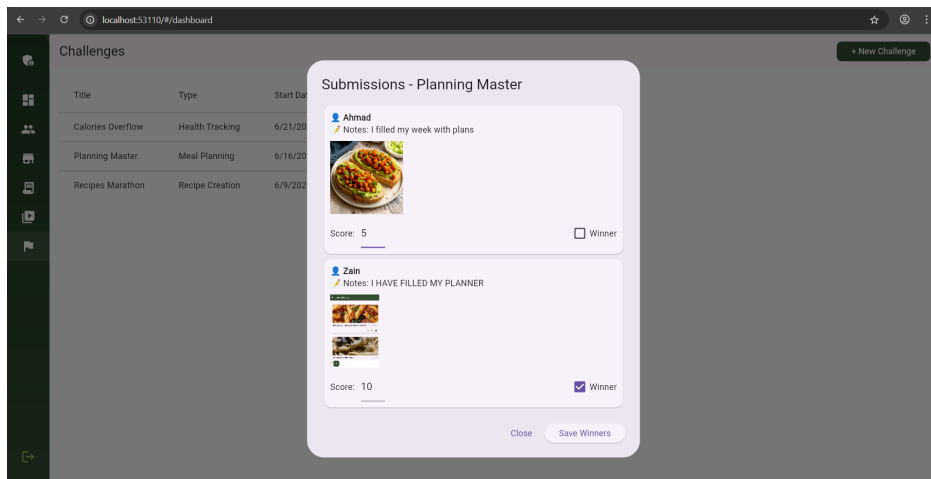 localhost:53110/#/dashboard
Challenges
+ New Challenge
Title Type Start Dat
Calories Overflow Health Tracking 6/21/20
Planning Master Meal Planning 6/16/20
Recipes Marathon Recipe Creation 6/9/202
Submissions - Planning Master
Ahmad
Notes: I filled my week with plans
Score: 5 Winner
Zain
Notes: I HAVE FILLED MY PLANNER
Score: 10 Winner
Close Save Winners